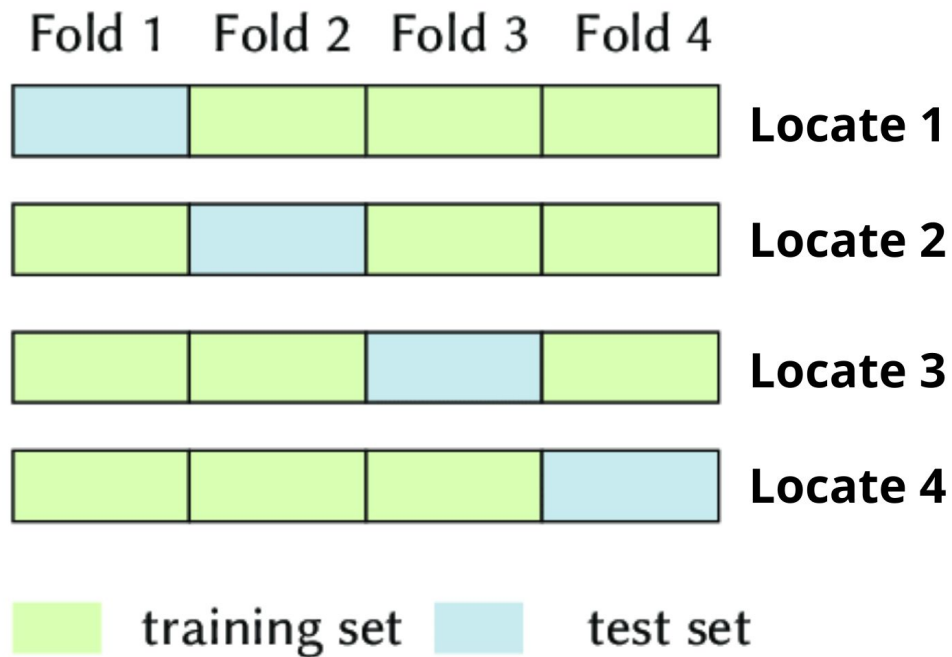 Fold 1 Fold 2 Fold 3 Fold 4
Locate 1
Locate 2
Locate 3
Locate 4
training set test set